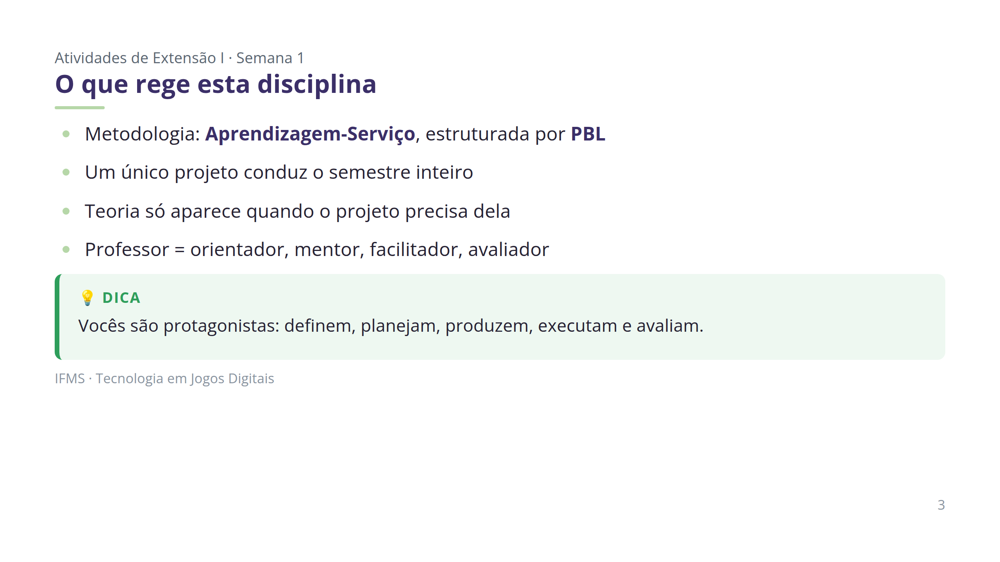 Atividades de Extensão I · Semana 1
O que rege esta disciplina
Metodologia: Aprendizagem-Serviço, estruturada por PBL
Um único projeto conduz o semestre inteiro
Teoria só aparece quando o projeto precisa dela
Professor = orientador, mentor, facilitador, avaliador
💡 DICA
Vocês são protagonistas: definem, planejam, produzem, executam e avaliam.
IFMS · Tecnologia em Jogos Digitais
3